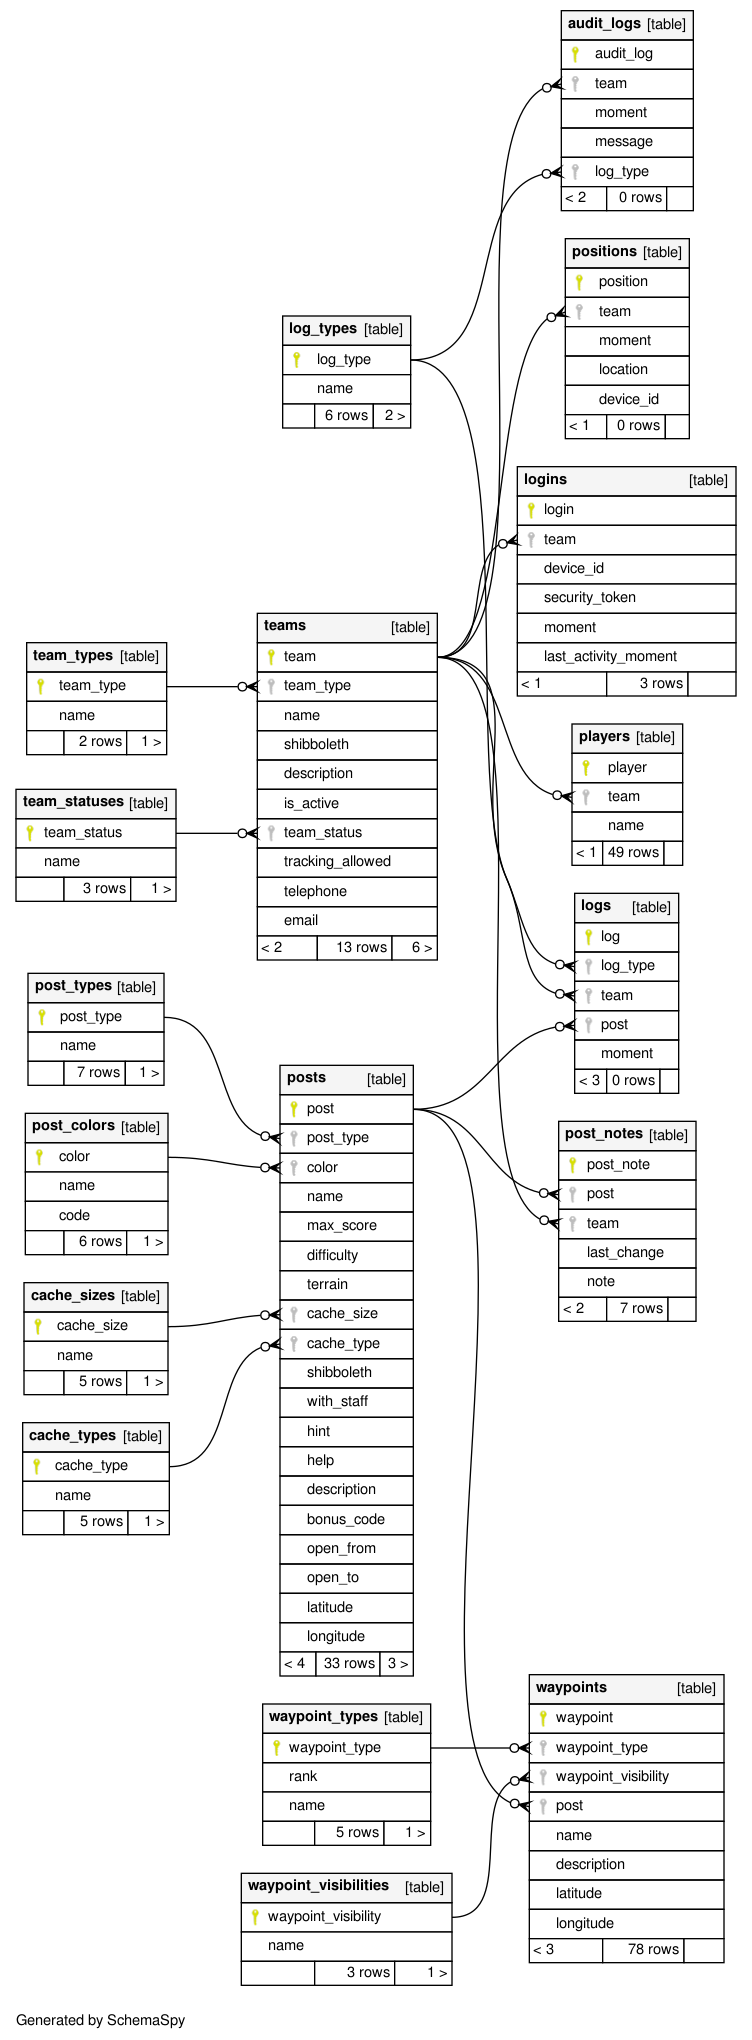 audit_logs [table]
audit_log
team
moment
message
log_type
< 2 0 rows
positions [table]
position
team
moment
location
device_id
< 1 0 rows
log_types [table]
log_type
name
6 rows 2 >
logins [table]
login
team
device_id
security_token
moment
last_activity_moment
< 1 3 rows
teams [table]
team
team_type
name
shibboleth
description
is_active
team_status
tracking_allowed
telephone
email
< 2 13 rows 6 >
team_types [table]
team_type
name
2 rows 1 >
team_statuses [table]
team_status
name
3 rows 1 >
players [table]
player
team
name
< 1 49 rows
logs [table]
log
log_type
team
post
moment
< 3 0 rows
post_types [table]
post_type
name
7 rows 1 >
posts [table]
post
post_type
color
name
max_score
difficulty
terrain
cache_size
cache_type
shibboleth
with_staff
hint
help
description
bonus_code
open_from
open_to
latitude
longitude
< 4 33 rows 3 >
post_colors [table]
color
name
code
6 rows 1 >
post_notes [table]
post_note
post
team
last_change
note
< 2 7 rows
cache_sizes [table]
cache_size
name
5 rows 1 >
cache_types [table]
cache_type
name
5 rows 1 >
waypoints [table]
waypoint
waypoint_type
waypoint_visibility
post
name
description
latitude
longitude
< 3 78 rows
waypoint_types [table]
waypoint_type
rank
name
5 rows 1 >
waypoint_visibilities [table]
waypoint_visibility
name
3 rows 1 >
Generated by SchemaSpy